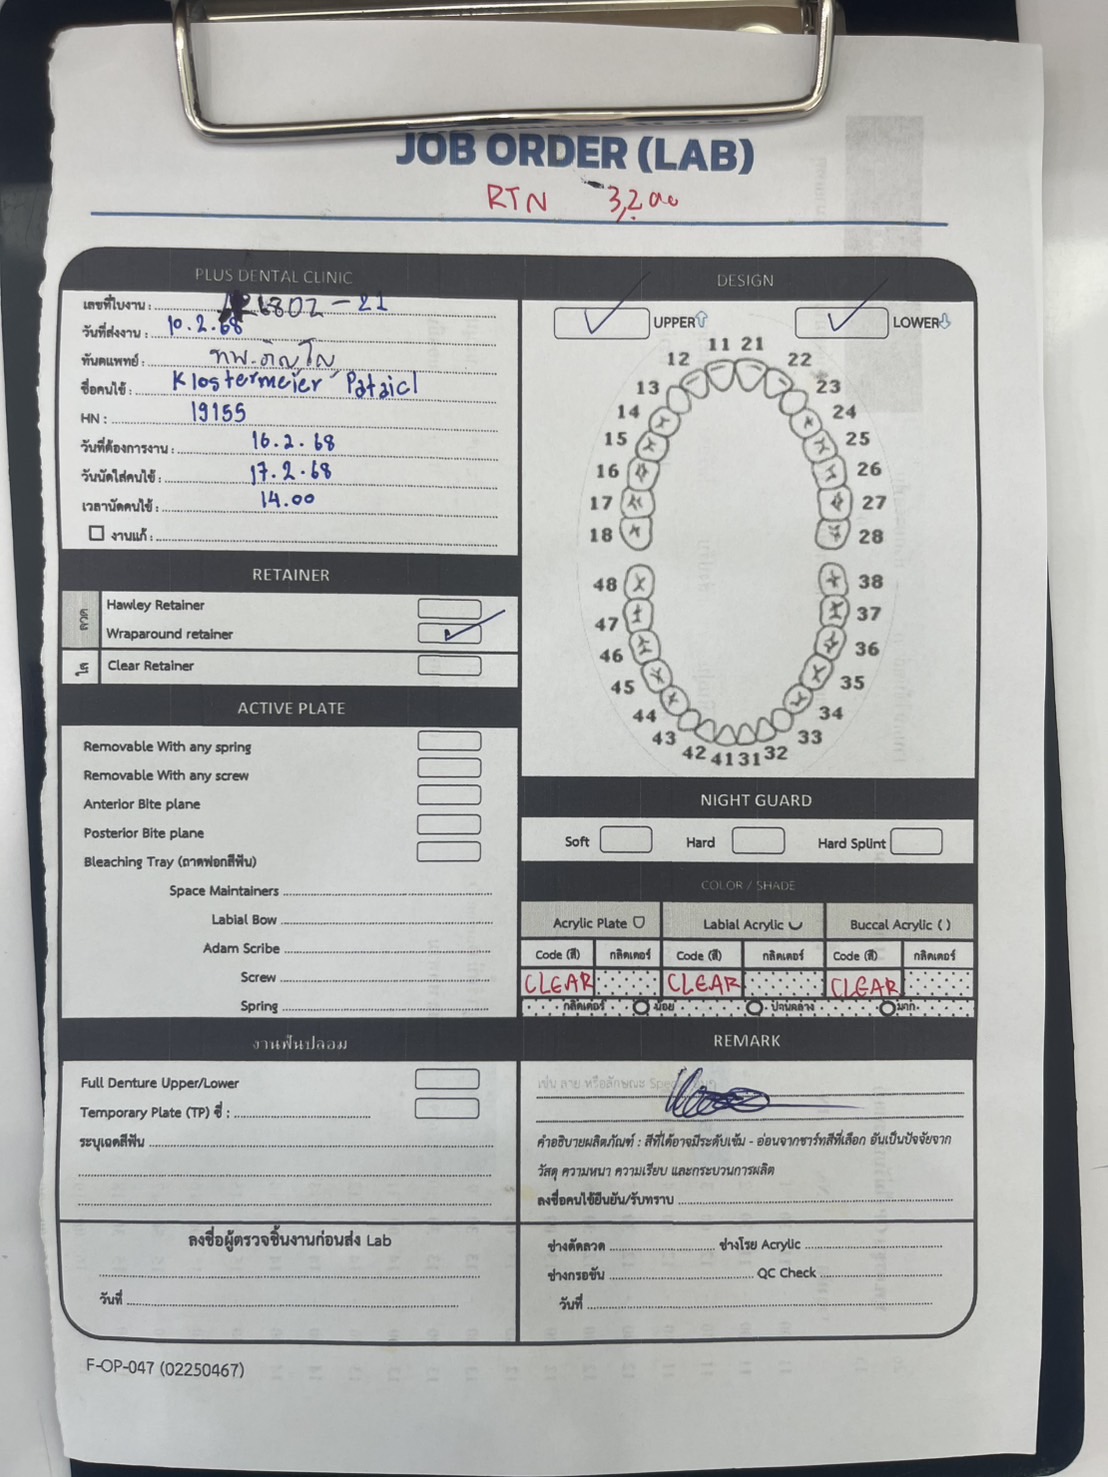 JOB ORDER (LAB)
RTN 3,200
PLUS DENTAL CLINIC
เลขที่ใบงาน : 6802-21
วันที่ส่งงาน : 10.2.68
ทันตแพทย์ : ทพ.
ชื่อคนไข้ : Klostermeier
HN : 19155
วันที่ต้องการงาน : 16.2.68
วันนัดใส่คนไข้ : 17.2.68
เวลานัดคนไข้ : 14.00
งานแก้ :
RETAINER
ลวด
Hawley Retainer
Wraparound retainer
ใส
Clear Retainer
ACTIVE PLATE
Removable With any spring
Removable With any screw
Anterior Bite plane
Posterior Bite plane
Bleaching Tray (ถาดฟอกสีฟัน)
Space Maintainers
Labial Bow
Adam Scribe
Screw
Spring
งานฟันปลอม
Full Denture Upper/Lower
Temporary Plate (TP) ซี่ :
ระบุเฉดสีฟัน
ลงชื่อผู้ตรวจชิ้นงานก่อนส่ง Lab
วันที่
DESIGN
UPPER LOWER
11 21
12 22
13 23
14 24
15 25
16 26
17 27
18 28
48 38
47 37
46 36
45 35
44 34
43 33
42 41 31 32
NIGHT GUARD
Soft Hard Hard Splint
COLOR / SHADE
Acrylic Plate Labial Acrylic Buccal Acrylic ( )
Code (สี) กลิตเตอร์ Code (สี) กลิตเตอร์ Code (สี) กลิตเตอร์
CLEAR CLEAR CLEAR
กลิตเตอร์ น้อย ปานกลาง มาก
REMARK
เช่น ลาย หรือลักษณะ
คำอธิบายผลิตภัณฑ์ : สีที่ได้อาจมีระดับเข้ม - อ่อนจากชาร์ทสีที่เลือก อันเป็นปัจจัยจาก
วัสดุ ความหนา ความเรียบ และกระบวนการผลิต
ลงชื่อคนไข้ยืนยัน/รับทราบ
ช่างดัดลวด ช่างโรย Acrylic
ช่างกรอขัด QC Check
วันที่
F-OP-047 (02250467)